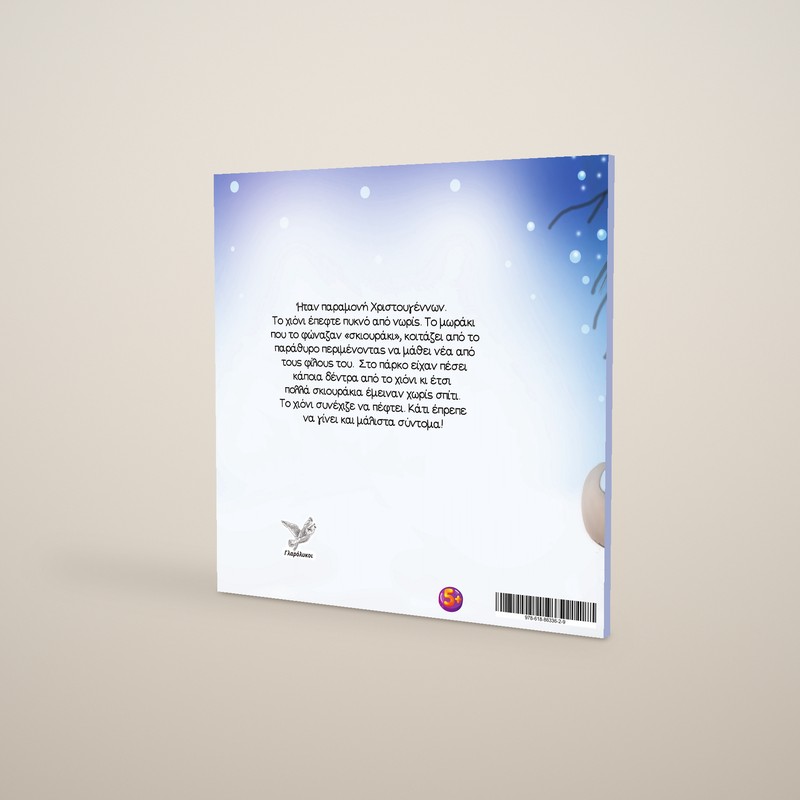 Ήταν παραμονή Χριστουγέννων.
Το χιόνι έπεφτε πυκνό από νωρίς. Το μωράκι
που το φώναζαν «σκιουράκι», κοιτάζει από το
παράθυρο περιμένοντας να μάθει νέα από
τους φίλους του. Στο πάρκο είχαν πέσει
κάποια δέντρα από το χιόνι κι έτσι
πολλά σκιουράκια έμειναν χωρίς σπίτι.
Το χιόνι συνέχιζε να πέφτει. Κάτι έπρεπε
να γίνει και μάλιστα σύντομα!
Γλαρόλυκοι
5+
978-618-86336-2-9